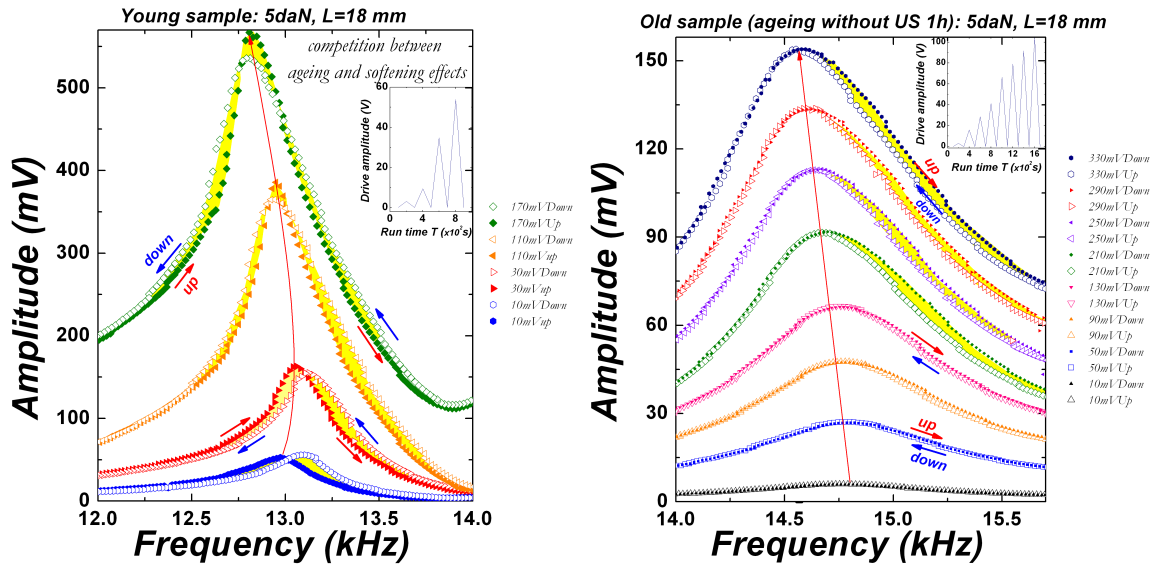 Young sample: 5daN, L=18 mm
competition between
ageing and softening effects
Amplitude (mV)
500
400
300
200
100
0
12.0
12.5
13.0
13.5
14.0
Frequency (kHz)
down
up
Drive amplitude (V)
60
40
20
0
0
4
8
Run time T (x10²s)
170mVDown
170mVUp
110mVDown
110mVup
30mVDown
30mVup
10mVDown
10mVup
Old sample (ageing without US 1h): 5daN, L=18 mm
Amplitude (mV)
150
120
90
60
30
0
14.0
14.5
15.0
15.5
Frequency (kHz)
up
down
up
down
Drive amplitude (V)
100
80
60
40
20
0
0
4
8
12
16
Run time T (x10²s)
330mVDown
330mVUp
290mVDown
290mVUp
250mVDown
250mVUp
210mVDown
210mVUp
130mVDown
130mVUp
90mVDown
90mVUp
50mVDown
50mVUp
10mVDown
10mVUp